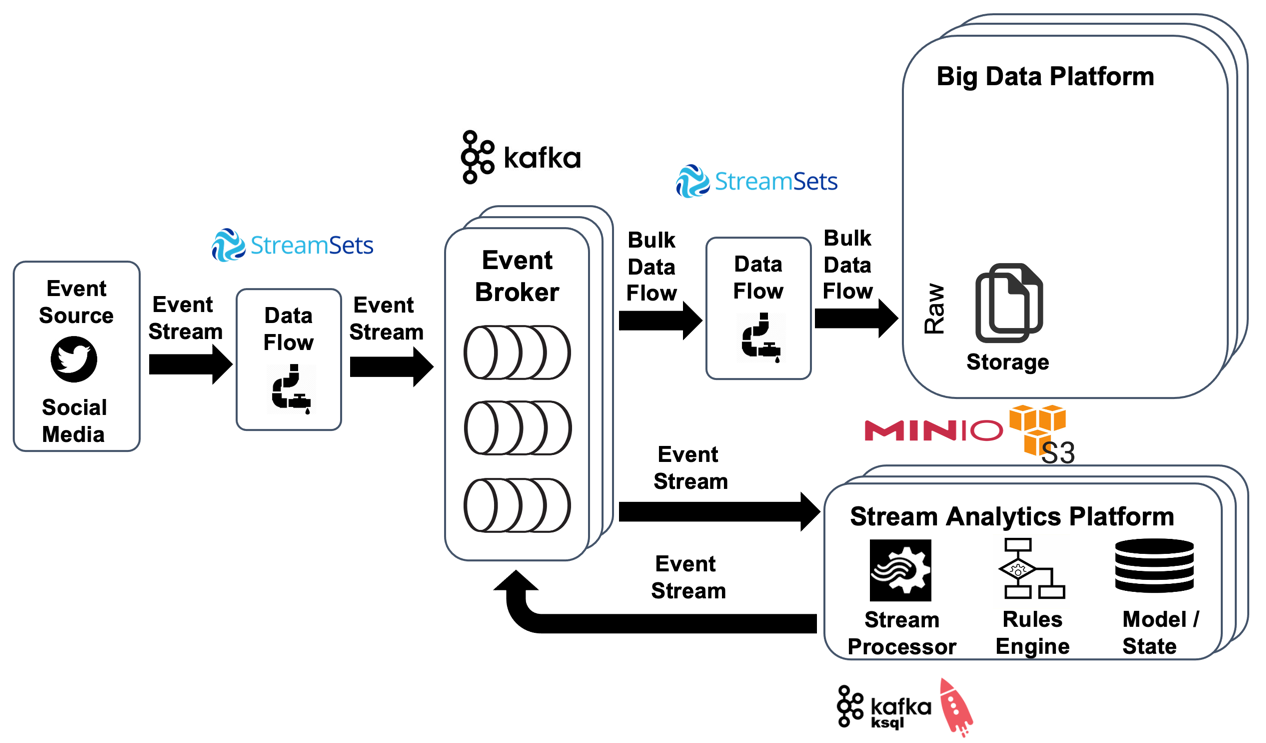 Big Data Platform
kafka
StreamSets
StreamSets
Event
Source
Social
Media
Event
Stream
Data
Flow
Event
Stream
Event
Broker
Bulk
Data
Flow
Data
Flow
Bulk
Data
Flow
Raw
Storage
MINIO
S3
Event
Stream
Stream Analytics Platform
Event
Stream
Stream
Processor
Rules
Engine
Model /
State
kafka
ksql